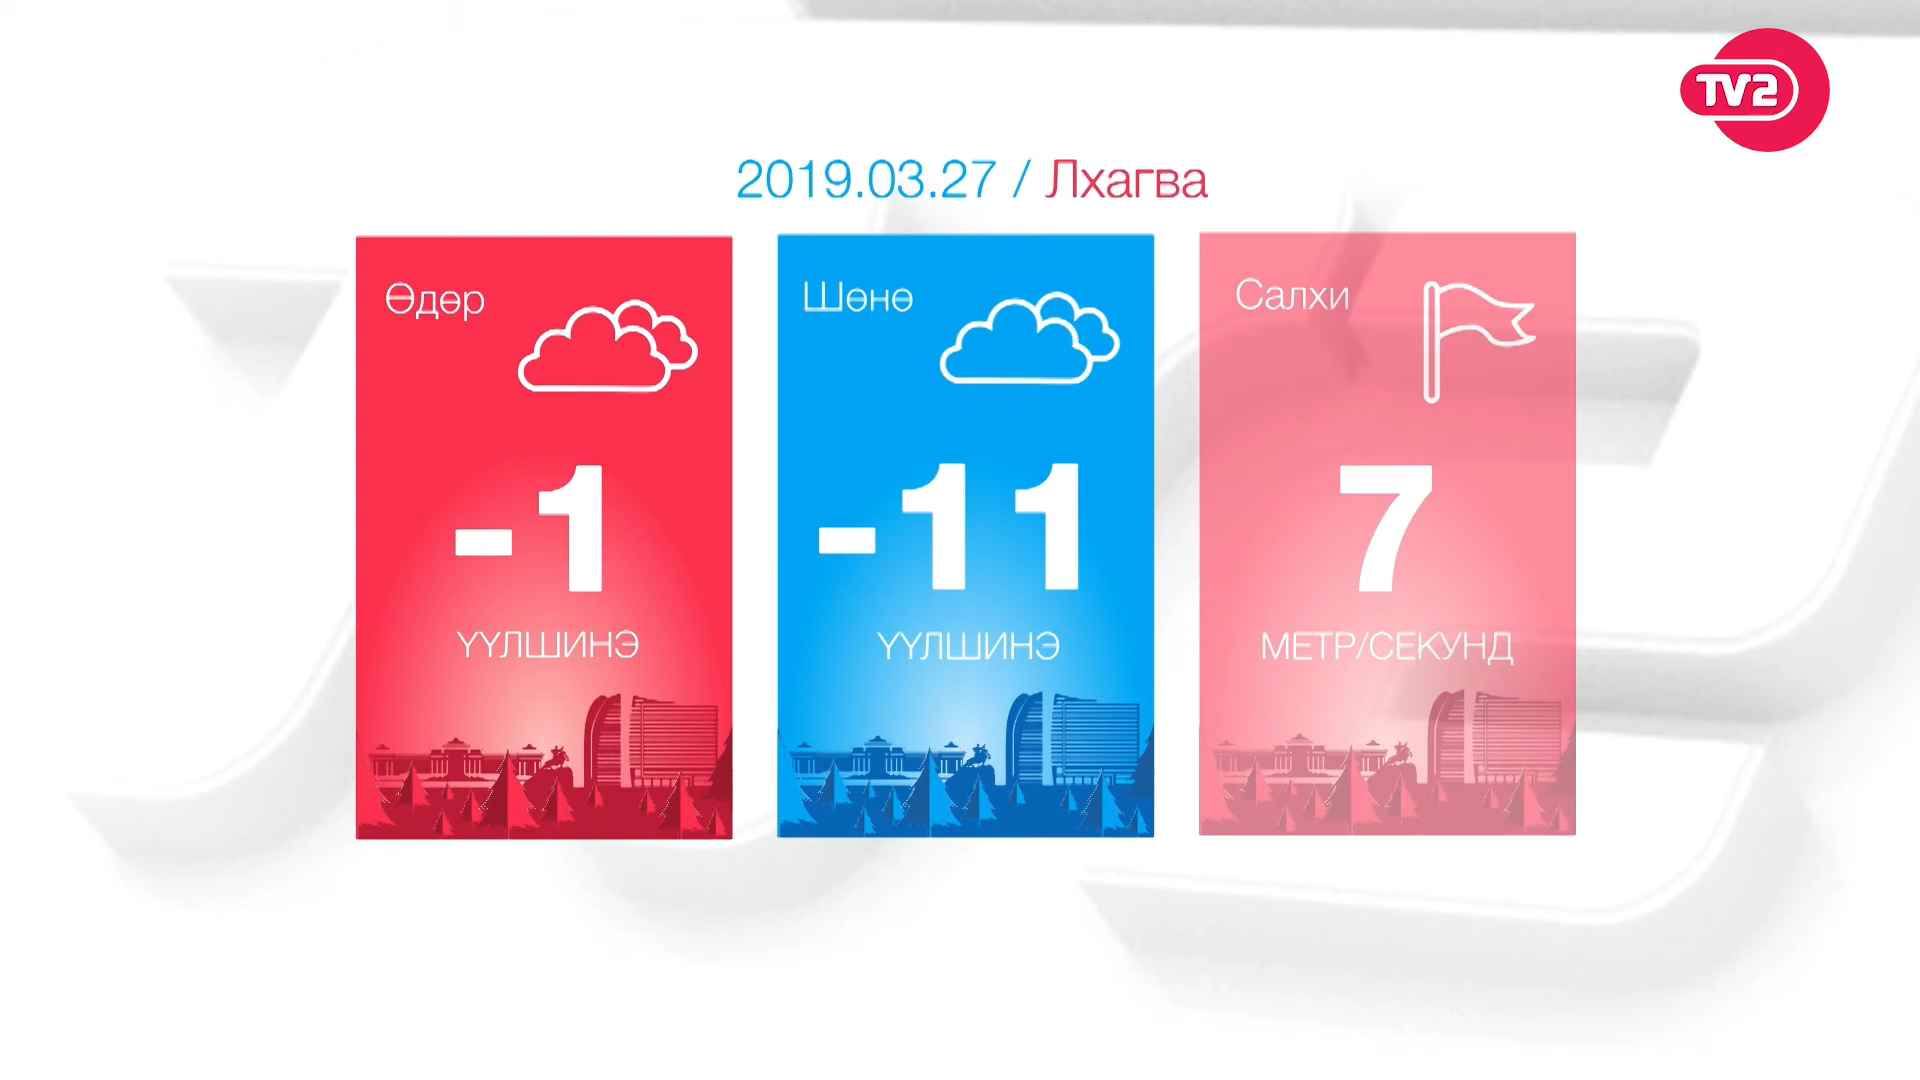 TV2
2019.03.27 / Лхагва
Өдөр
-1
ҮҮЛШИНЭ
Шөнө
-11
ҮҮЛШИНЭ
Салхи
7
МЕТР/СЕКУНД